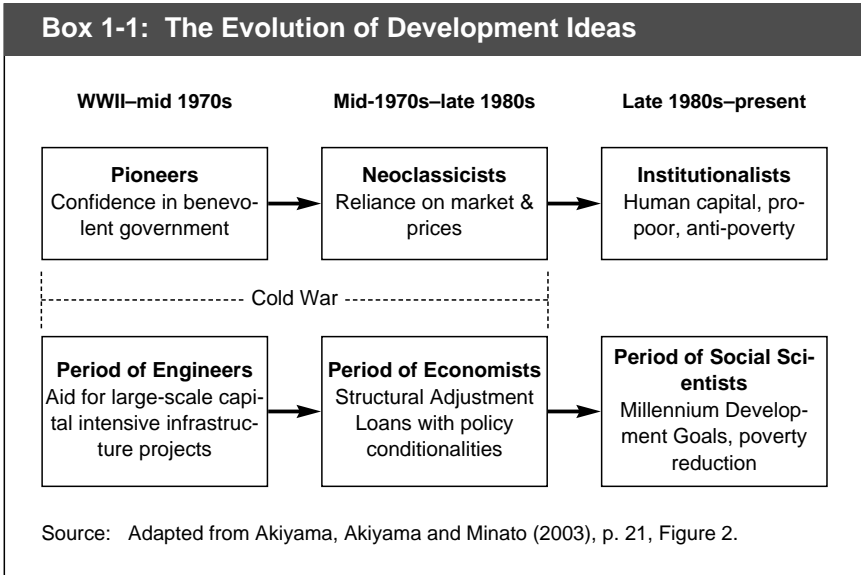 Box 1-1: The Evolution of Development Ideas
WWII–mid 1970s
Mid-1970s–late 1980s
Late 1980s–present
Pioneers
Confidence in benevo-
lent government
Neoclassicists
Reliance on market &
prices
Institutionalists
Human capital, pro-
poor, anti-poverty
Cold War
Period of Engineers
Aid for large-scale capi-
tal intensive infrastruc-
ture projects
Period of Economists
Structural Adjustment
Loans with policy
conditionalities
Period of Social Sci-
entists
Millennium Develop-
ment Goals, poverty
reduction
Source: Adapted from Akiyama, Akiyama and Minato (2003), p. 21, Figure 2.